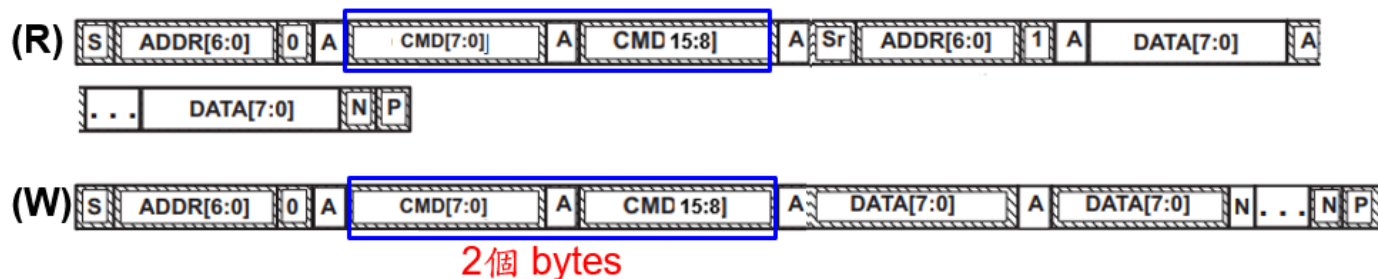 (R) S ADDR[6:0] 0 A CMD[7:0] A CMD 15:8] A Sr ADDR[6:0] 1 A DATA[7:0] A
... DATA[7:0] N P
(W) S ADDR[6:0] 0 A CMD[7:0] A CMD 15:8] A DATA[7:0] A DATA[7:0] N ... N P
2個 bytes